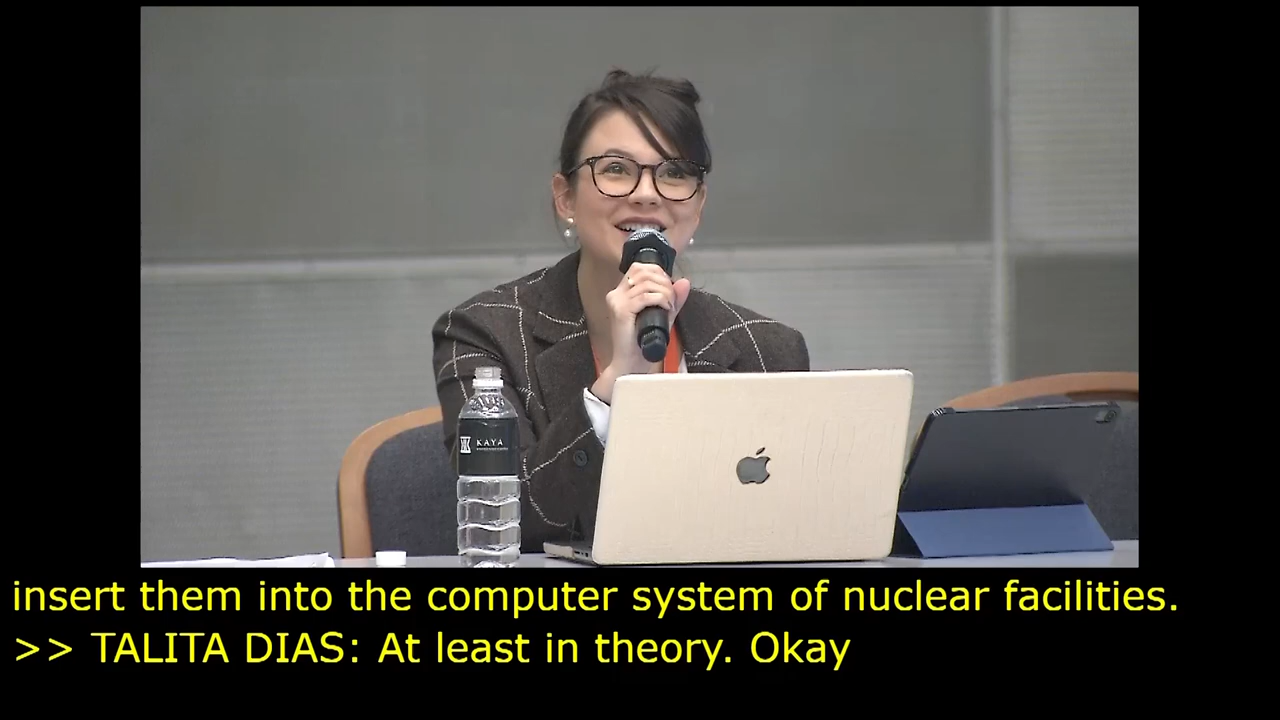 KAYA
insert them into the computer system of nuclear facilities.
>> TALITA DIAS: At least in theory. Okay